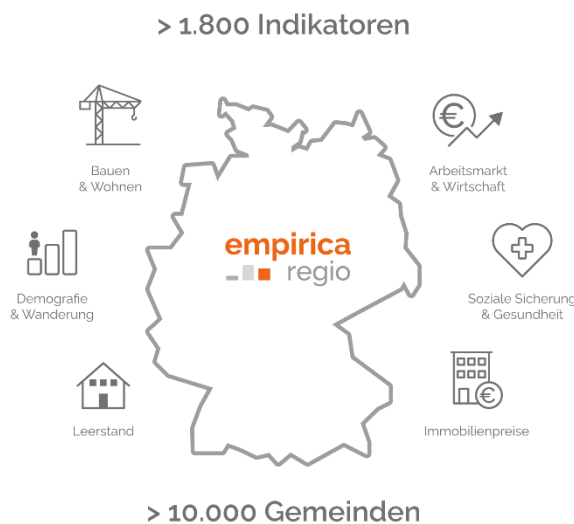 > 1.800 Indikatoren
Bauen
& Wohnen
Arbeitsmarkt
& Wirtschaft
empirica
regio
Demografie
& Wanderung
Soziale Sicherung
& Gesundheit
Leerstand
Immobilienpreise
> 10.000 Gemeinden